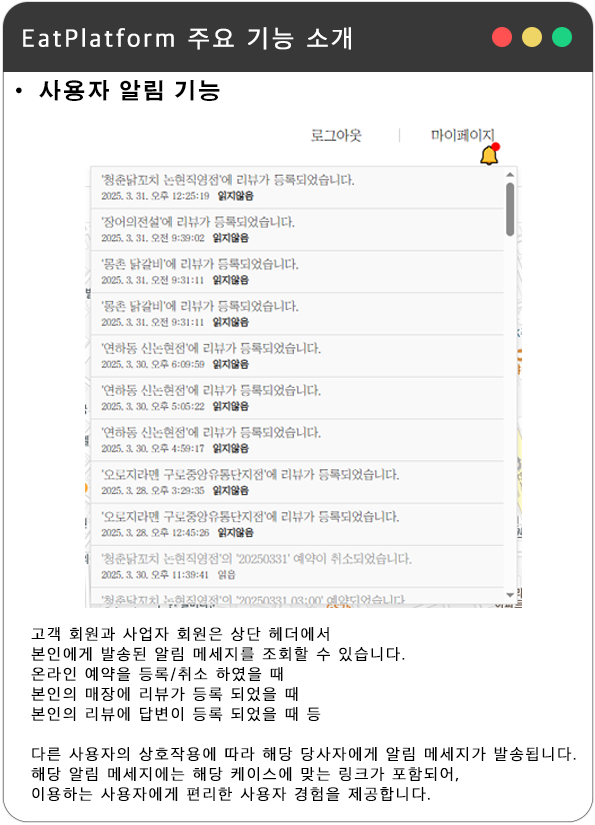 EatPlatform 주요 기능 소개
• 사용자 알림 기능
로그아웃 | 마이페이지
'청춘닭꼬치 논현직영점'에 리뷰가 등록되었습니다.
2025. 3. 31. 오후 12:25:19 읽지않음
'장어의전설'에 리뷰가 등록되었습니다.
2025. 3. 31. 오전 9:39:02 읽지않음
'몽촌 닭갈비'에 리뷰가 등록되었습니다.
2025. 3. 31. 오전 9:31:11 읽지않음
'몽촌 닭갈비'에 리뷰가 등록되었습니다.
2025. 3. 31. 오전 9:31:11 읽지않음
'연하동 신논현점'에 리뷰가 등록되었습니다.
2025. 3. 30. 오후 6:09:59 읽지않음
'연하동 신논현점'에 리뷰가 등록되었습니다.
2025. 3. 30. 오후 5:05:22 읽지않음
'연하동 신논현점'에 리뷰가 등록되었습니다.
2025. 3. 30. 오후 4:59:17 읽지않음
'오로지라멘 구로중앙유통단지점'에 리뷰가 등록되었습니다.
2025. 3. 28. 오후 3:29:35 읽지않음
'오로지라멘 구로중앙유통단지점'에 리뷰가 등록되었습니다.
2025. 3. 28. 오후 12:45:26 읽지않음
'청춘닭꼬치 논현직영점'의 '20250331' 예약이 취소되었습니다.
2025. 3. 30. 오후 11:39:41 읽음
'청춘닭꼬치 논현직영점'의 '20250331 03:00' 예약되었습니다.
고객 회원과 사업자 회원은 상단 헤더에서
본인에게 발송된 알림 메세지를 조회할 수 있습니다.
온라인 예약을 등록/취소 하였을 때
본인의 매장에 리뷰가 등록 되었을 때
본인의 리뷰에 답변이 등록 되었을 때 등
다른 사용자의 상호작용에 따라 해당 당사자에게 알림 메세지가 발송됩니다.
해당 알림 메세지에는 해당 케이스에 맞는 링크가 포함되어,
이용하는 사용자에게 편리한 사용자 경험을 제공합니다.